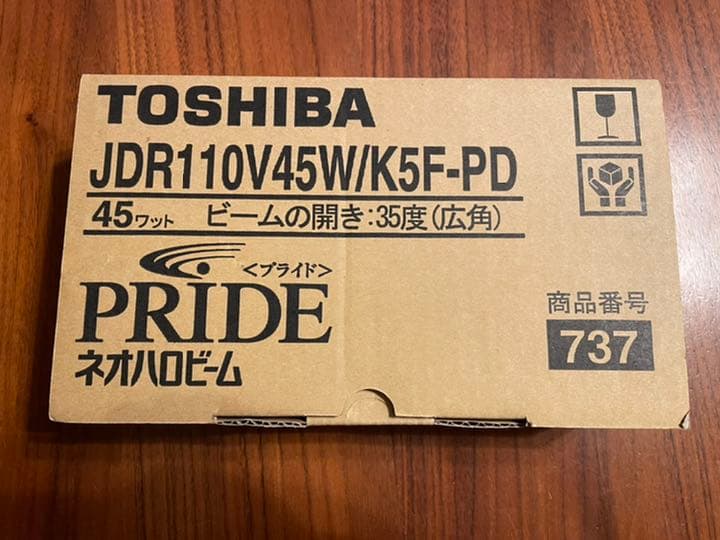 TOSHIBA
JDR110V45W/K5F-PD
45ワット ビームの開き:35度(広角)
<プライド>
PRIDE
ネオハロビーム
商品番号
737